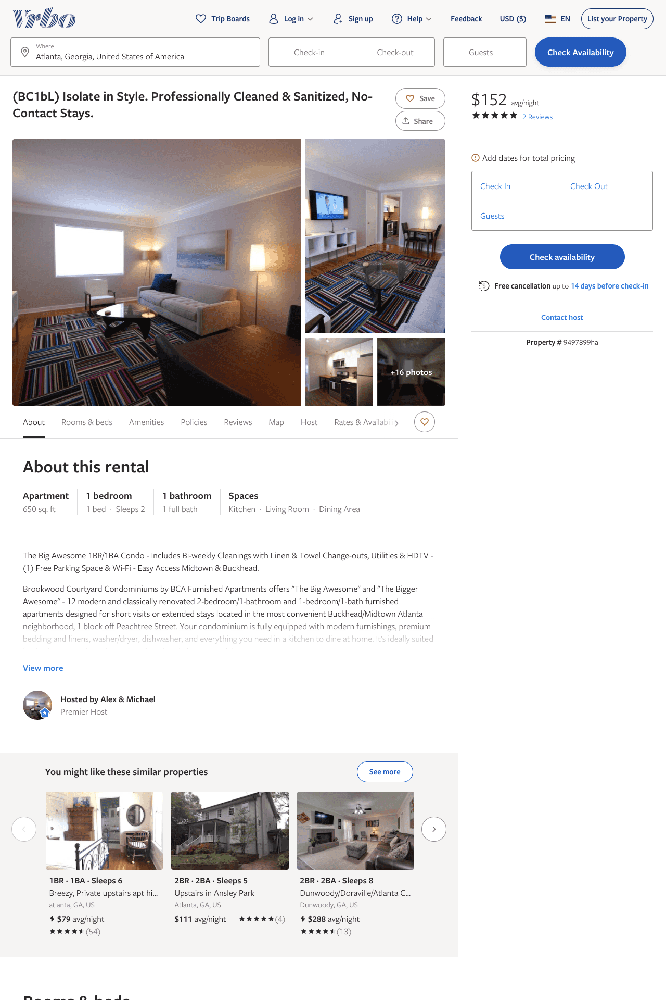 Vrbo
Trip Boards
Log in
Sign up
Help
Feedback
USD ($)
EN
List your Property
Where
Atlanta, Georgia, United States of America
Check-in
Check-out
Guests
Check Availability
(BC1bL) Isolate in Style. Professionally Cleaned & Sanitized, No-
Contact Stays.
Save
Share
$152 avg/night
2 Reviews
Add dates for total pricing
Check In
Check Out
Guests
Check availability
Free cancellation up to 14 days before check-in
Contact host
Property # 9497899ha
+16 photos
About
Rooms & beds
Amenities
Policies
Reviews
Map
Host
Rates & Availabili
About this rental
Apartment
650 sq. ft
1 bedroom
1 bed · Sleeps 2
1 bathroom
1 full bath
Spaces
Kitchen · Living Room · Dining Area
The Big Awesome 1BR/1BA Condo - Includes Bi-weekly Cleanings with Linen & Towel Change-outs, Utilities & HDTV -
(1) Free Parking Space & Wi-Fi - Easy Access Midtown & Buckhead.
Brookwood Courtyard Condominiums by BCA Furnished Apartments offers "The Big Awesome" and "The Bigger
Awesome" - 12 modern and classically renovated 2-bedroom/1-bathroom and 1-bedroom/1-bath furnished
apartments designed for short visits or extended stays located in the most convenient Buckhead/Midtown Atlanta
neighborhood, 1 block off Peachtree Street. Your condominium is fully equipped with modern furnishings, premium
bedding and linens, washer/dryer, dishwasher, and everything you need in a kitchen to dine at home. It's ideally suited
View more
Hosted by Alex & Michael
Premier Host
You might like these similar properties
See more
1BR · 1BA · Sleeps 6
Breezy, Private upstairs apt hi...
atlanta, GA, US
$79 avg/night
(54)
2BR · 2BA · Sleeps 5
Upstairs in Ansley Park
Atlanta, GA, US
$111 avg/night
(4)
2BR · 2BA · Sleeps 8
Dunwoody/Doraville/Atlanta C...
Dunwoody, GA, US
$288 avg/night
(13)
Rooms & beds